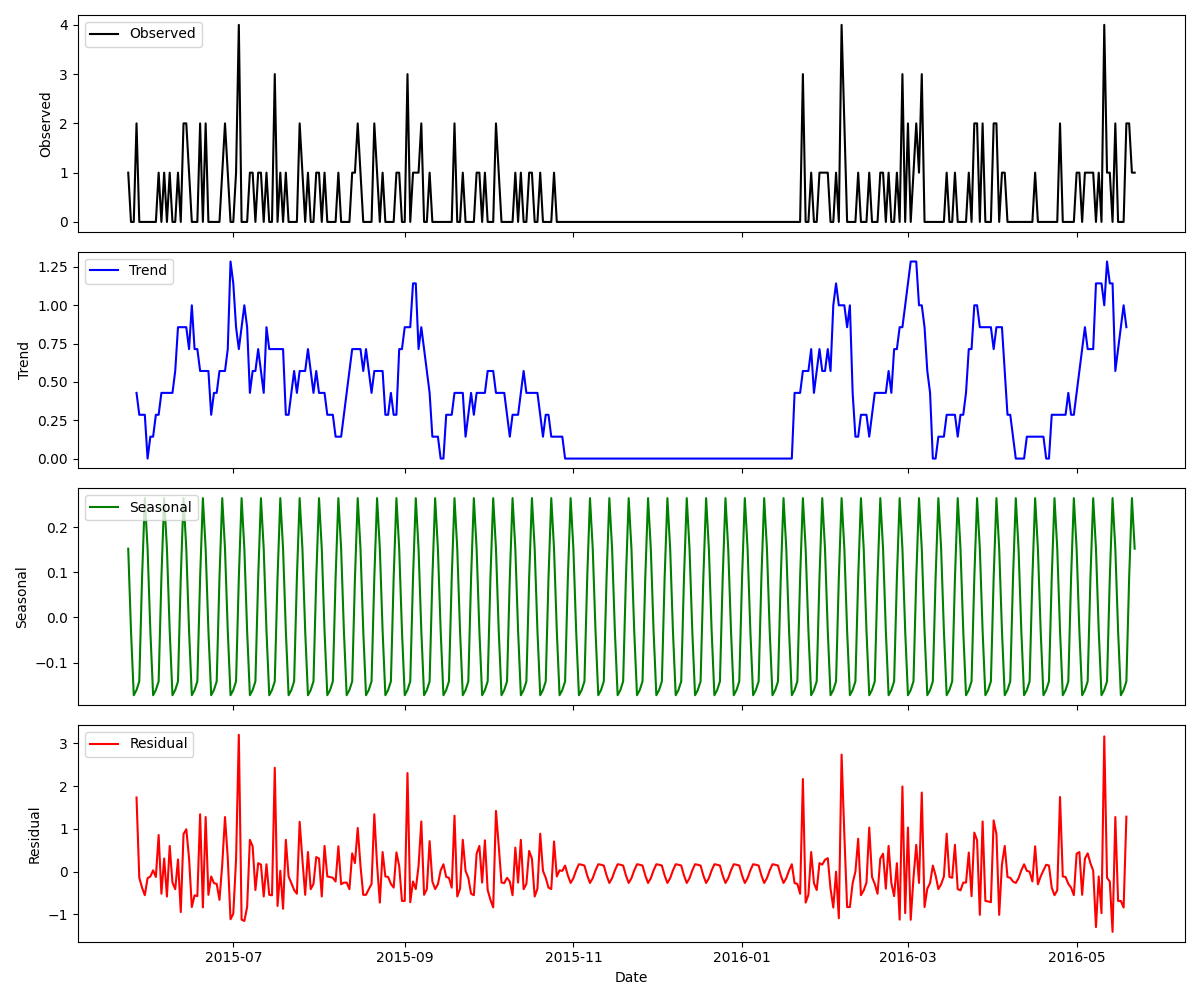 Observed
Observed
4
3
2
1
0
Trend
Trend
1.25
1.00
0.75
0.50
0.25
0.00
Seasonal
Seasonal
0.2
0.1
0.0
−0.1
Residual
Residual
3
2
1
0
−1
2015-07 2015-09 2015-11 2016-01 2016-03 2016-05
Date